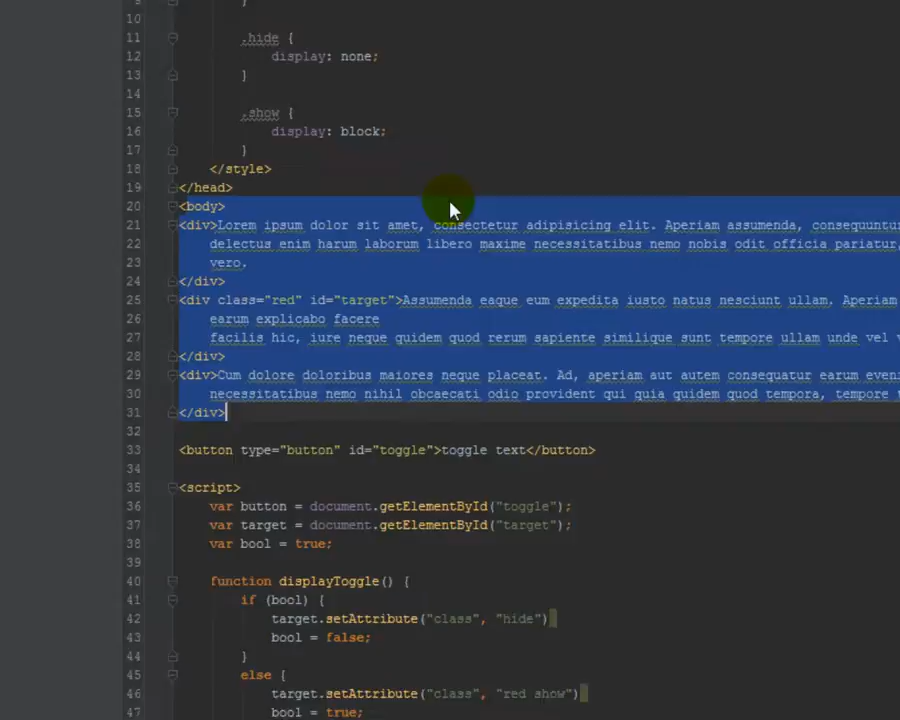 9 }
10
11 .hide {
12 display: none;
13 }
14
15 .show {
16 display: block;
17 }
18 </style>
19 </head>
20 <body>
21 <div>Lorem ipsum dolor sit amet, consectetur adipisicing elit. Aperiam assumenda, consequuntu
22 delectus enim harum laborum libero maxime necessitatibus nemo nobis odit officia pariatur,
23 vero.
24 </div>
25 <div class="red" id="target">Assumenda eaque eum expedita iusto natus nesciunt ullam. Aperiam
26 earum explicabo facere
27 facilis hic, iure neque quidem quod rerum sapiente similique sunt tempore ullam unde vel v
28 </div>
29 <div>Cum dolore doloribus maiores neque placeat. Ad, aperiam aut autem consequatur earum eveni
30 necessitatibus nemo nihil obcaecati odio provident qui quia quidem quod tempora, tempore t
31 </div>
32
33 <button type="button" id="toggle">toggle text</button>
34
35 <script>
36 var button = document.getElementById("toggle");
37 var target = document.getElementById("target");
38 var bool = true;
39
40 function displayToggle() {
41 if (bool) {
42 target.setAttribute("class", "hide")
43 bool = false;
44 }
45 else {
46 target.setAttribute("class", "red show")
47 bool = true;